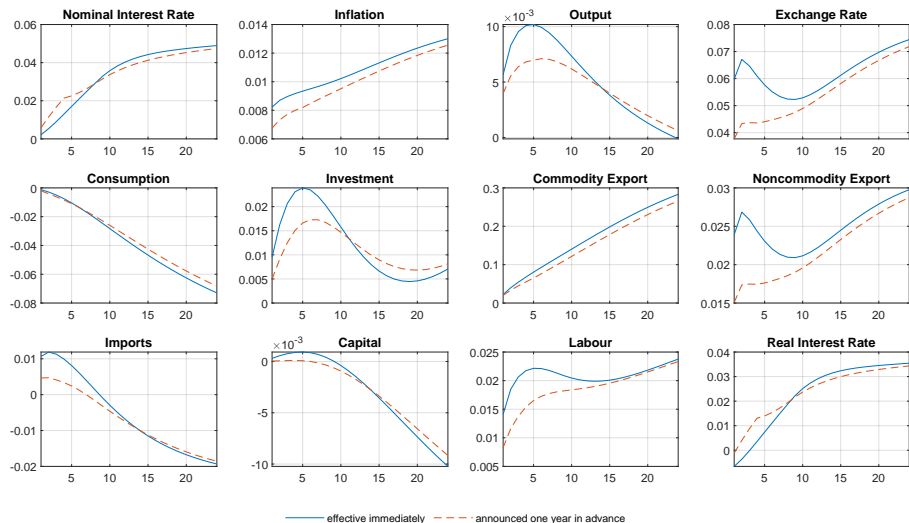 Nominal Interest Rate
0.06
0.04
0.02
0
5 10 15 20
Inflation
0.014
0.012
0.01
0.008
0.006
5 10 15 20
Output
×10⁻³
10
5
0
5 10 15 20
Exchange Rate
0.08
0.07
0.06
0.05
0.04
5 10 15 20
Consumption
0
-0.02
-0.04
-0.06
-0.08
5 10 15 20
Investment
0.02
0.015
0.01
0.005
0
5 10 15 20
Commodity Export
0.3
0.2
0.1
0
5 10 15 20
Noncommodity Export
0.03
0.025
0.02
0.015
5 10 15 20
Imports
0.01
0
-0.01
-0.02
5 10 15 20
Capital
×10⁻³
0
-5
-10
5 10 15 20
Labour
0.025
0.02
0.015
0.01
0.005
5 10 15 20
Real Interest Rate
0.04
0.03
0.02
0.01
0
5 10 15 20
effective immediately announced one year in advance